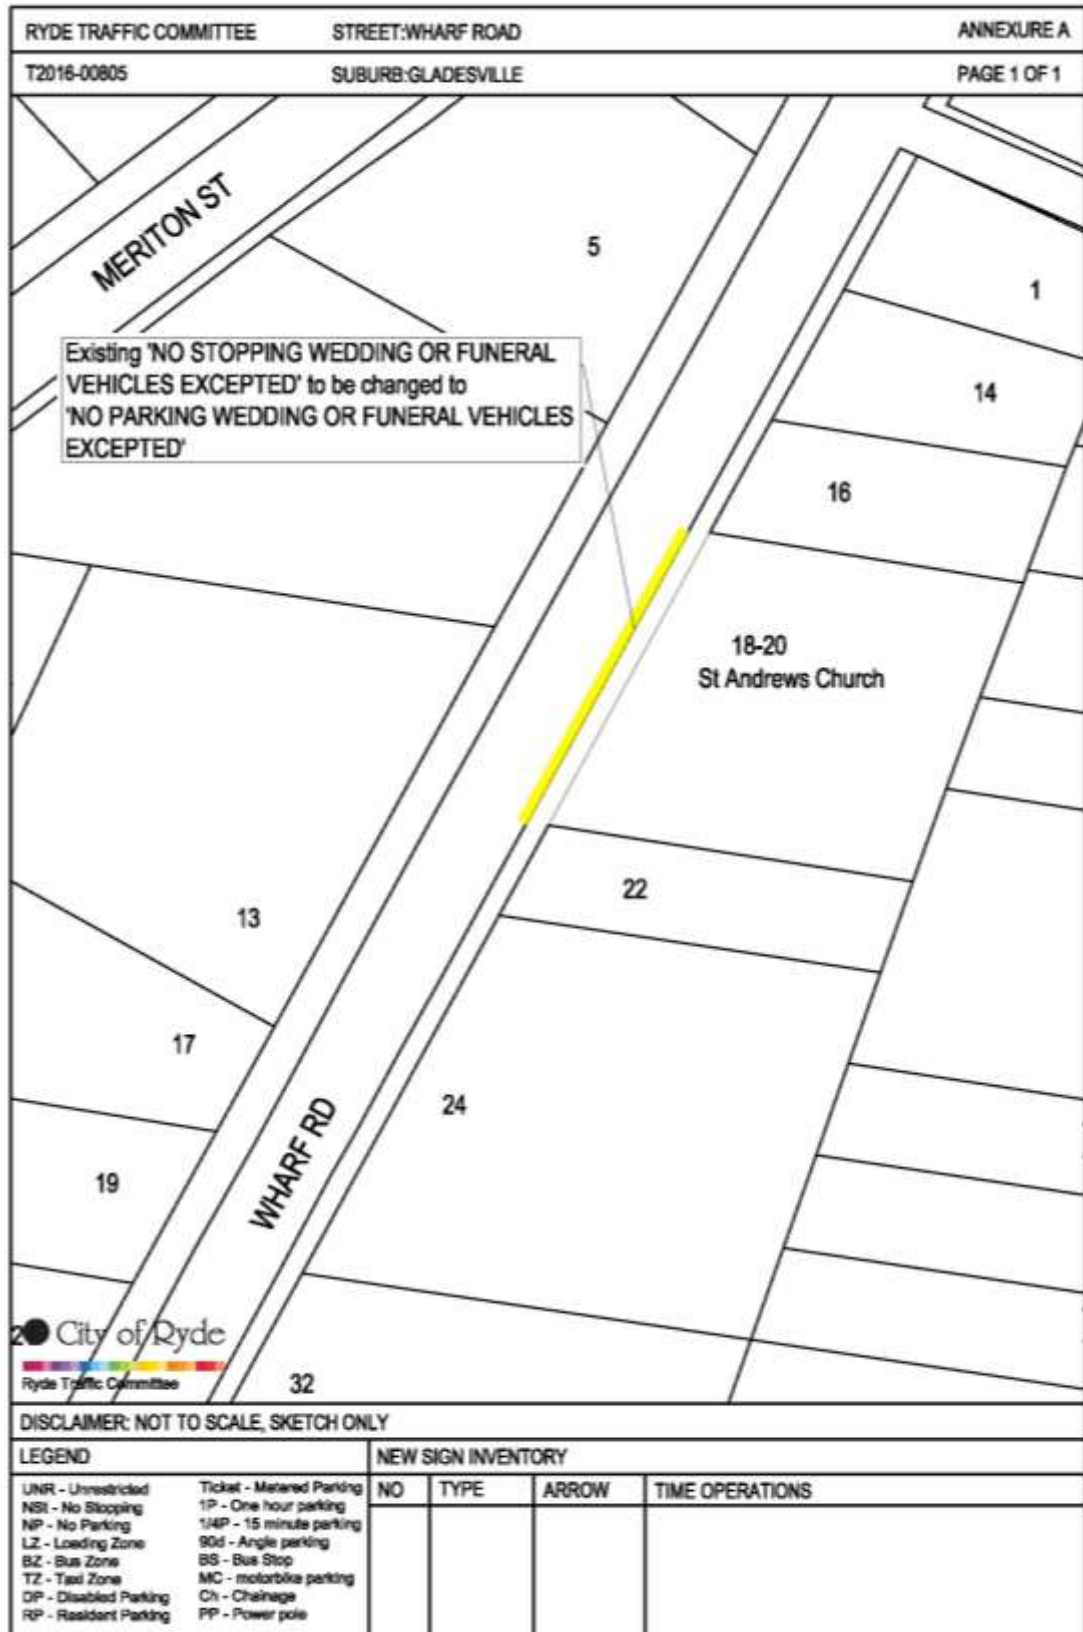 RYDE TRAFFIC COMMITTEE STREET:WHARF ROAD ANNEXURE A
T2016-00805 SUBURB:GLADESVILLE PAGE 1 OF 1
MERITON ST
5
1
Existing 'NO STOPPING WEDDING OR FUNERAL
VEHICLES EXCEPTED' to be changed to
'NO PARKING WEDDING OR FUNERAL VEHICLES
EXCEPTED'
14
16
18-20
St Andrews Church
22
13
17
24
WHARF RD
19
2
City of Ryde
Ryde Traffic Committee
32
DISCLAIMER: NOT TO SCALE, SKETCH ONLY
LEGEND
UNR - Unrestricted
NSt - No Stopping
NP - No Parking
LZ - Loading Zone
BZ - Bus Zone
TZ - Taxi Zone
DP - Disabled Parking
RP - Resident Parking
Ticket - Metered Parking
1P - One hour parking
1/4P - 15 minute parking
90d - Angle parking
BS - Bus Stop
MC - motorbike parking
Ch - Chainage
PP - Power pole
NEW SIGN INVENTORY
NO TYPE ARROW TIME OPERATIONS